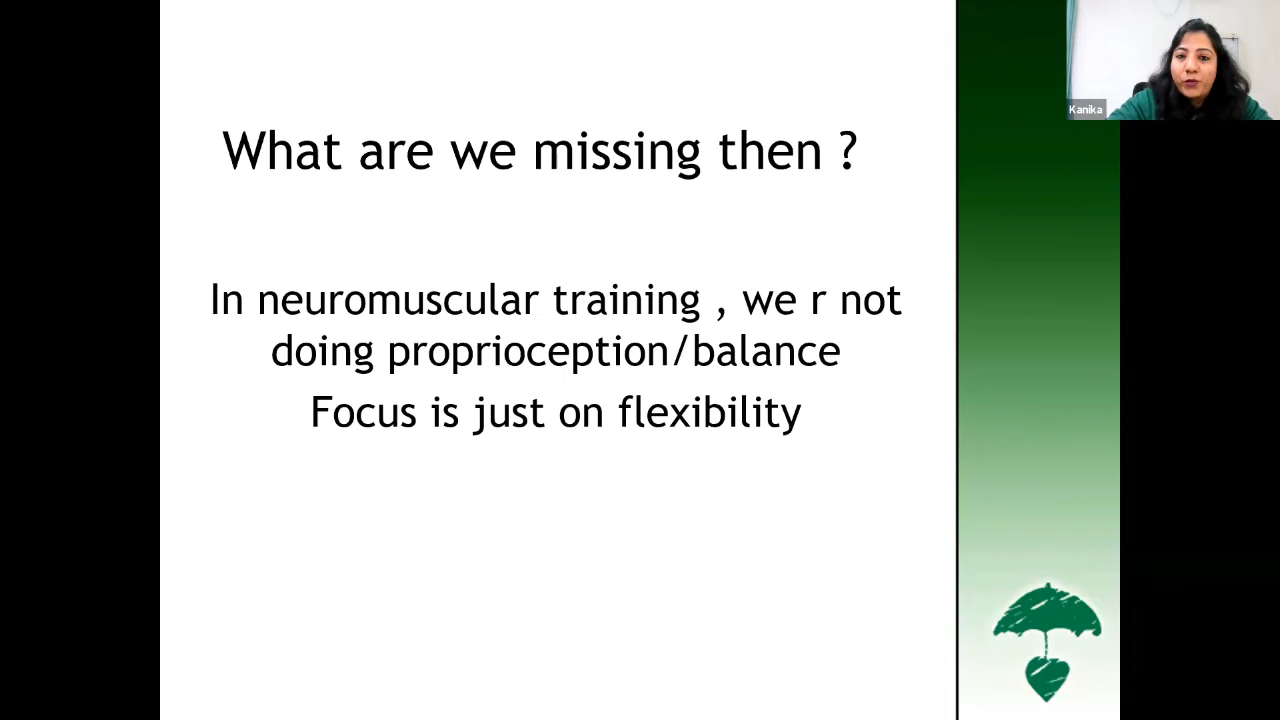 What are we missing then ?
In neuromuscular training , we r not
doing proprioception/balance
Focus is just on flexibility
Kanika